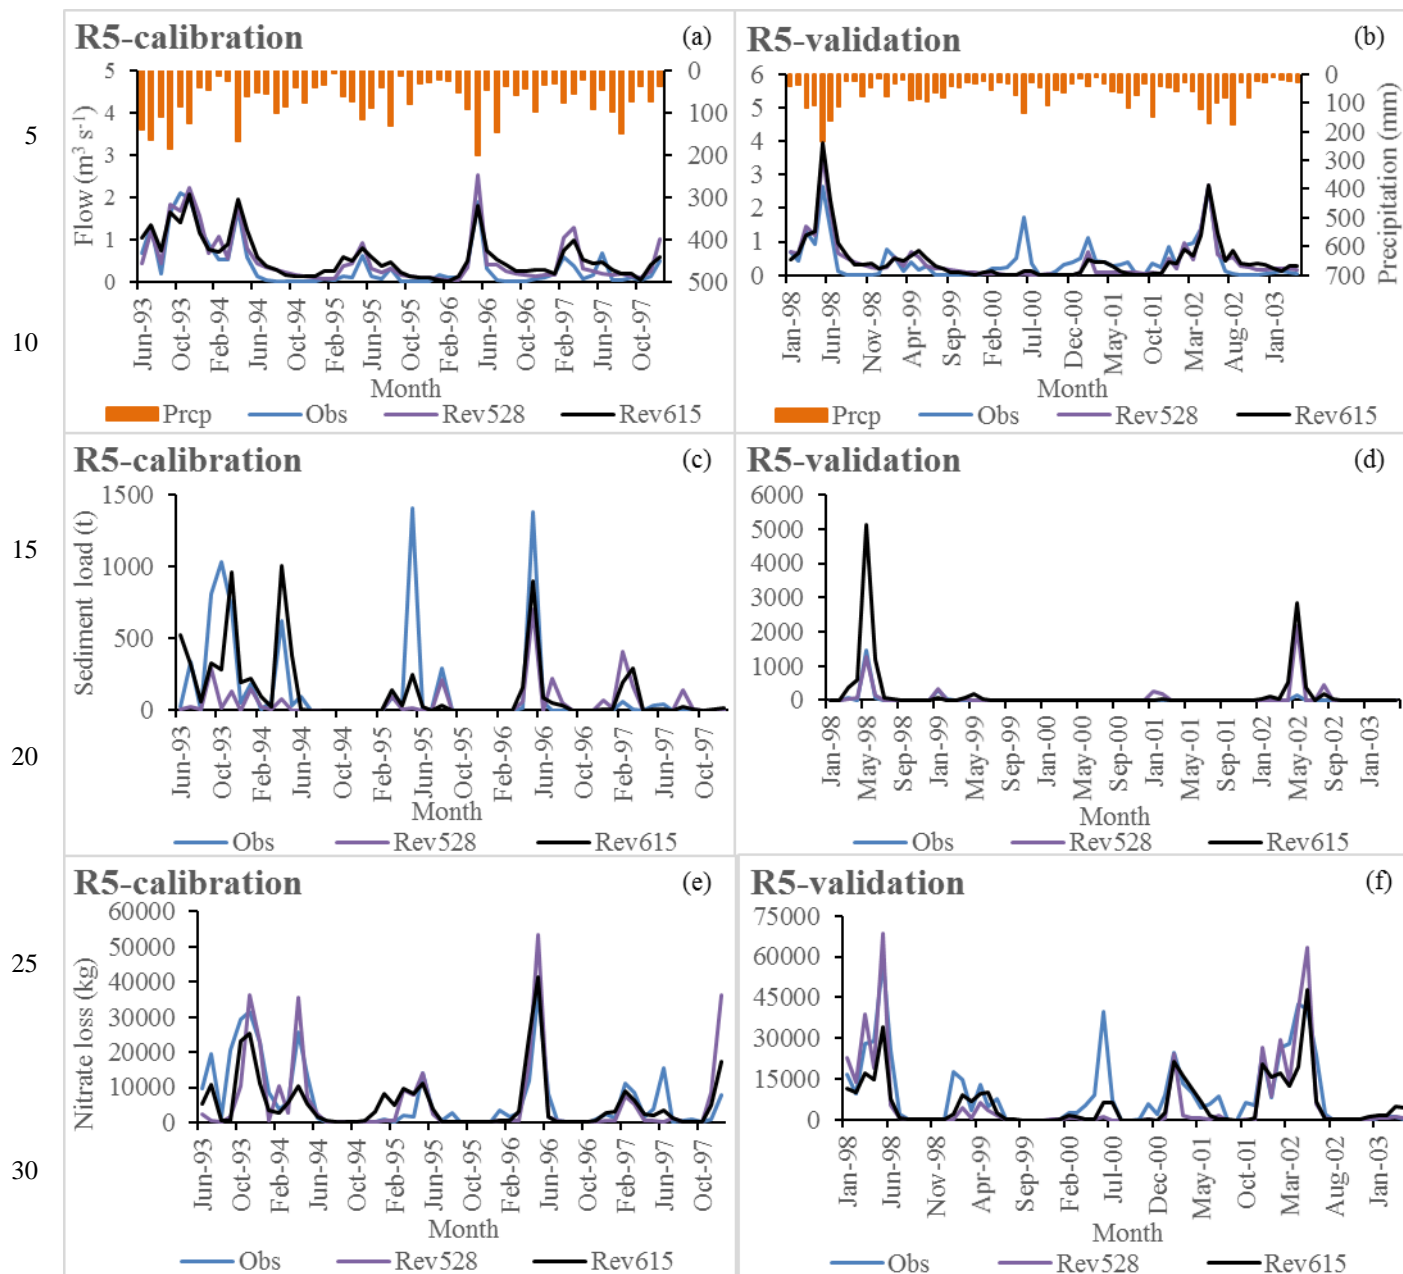 R5-calibration (a)
5
4
3
2
1
0
Flow (m³ s⁻¹)
0
100
200
300
400
500
Jun-93 Oct-93 Feb-94 Jun-94 Oct-94 Feb-95 Jun-95 Oct-95 Feb-96 Jun-96 Oct-96 Feb-97 Jun-97 Oct-97
Month
Prcp Obs Rev528 Rev615
R5-validation (b)
6
5
4
3
2
1
0
0
100
200
300
400
500
600
700
Precipitation (mm)
Jan-98 Jun-98 Nov-98 Apr-99 Sep-99 Feb-00 Jul-00 Dec-00 May-01 Oct-01 Mar-02 Aug-02 Jan-03
Month
Prcp Obs Rev528 Rev615
R5-calibration (c)
1500
1000
500
0
Sediment load (t)
Jun-93 Oct-93 Feb-94 Jun-94 Oct-94 Feb-95 Jun-95 Oct-95 Feb-96 Jun-96 Oct-96 Feb-97 Jun-97 Oct-97
Month
Obs Rev528 Rev615
R5-validation (d)
6000
5000
4000
3000
2000
1000
0
Jan-98 May-98 Sep-98 Jan-99 May-99 Sep-99 Jan-00 May-00 Sep-00 Jan-01 May-01 Sep-01 Jan-02 May-02 Sep-02 Jan-03
Month
Obs Rev528 Rev615
R5-calibration (e)
60000
50000
40000
30000
20000
10000
0
Nitrate loss (kg)
Jun-93 Oct-93 Feb-94 Jun-94 Oct-94 Feb-95 Jun-95 Oct-95 Feb-96 Jun-96 Oct-96 Feb-97 Jun-97 Oct-97
Month
Obs Rev528 Rev615
R5-validation (f)
75000
60000
45000
30000
15000
0
Jan-98 Jun-98 Nov-98 Apr-99 Sep-99 Feb-00 Jul-00 Dec-00 May-01 Oct-01 Mar-02 Aug-02 Jan-03
Month
Obs Rev528 Rev615
5
10
15
20
25
30